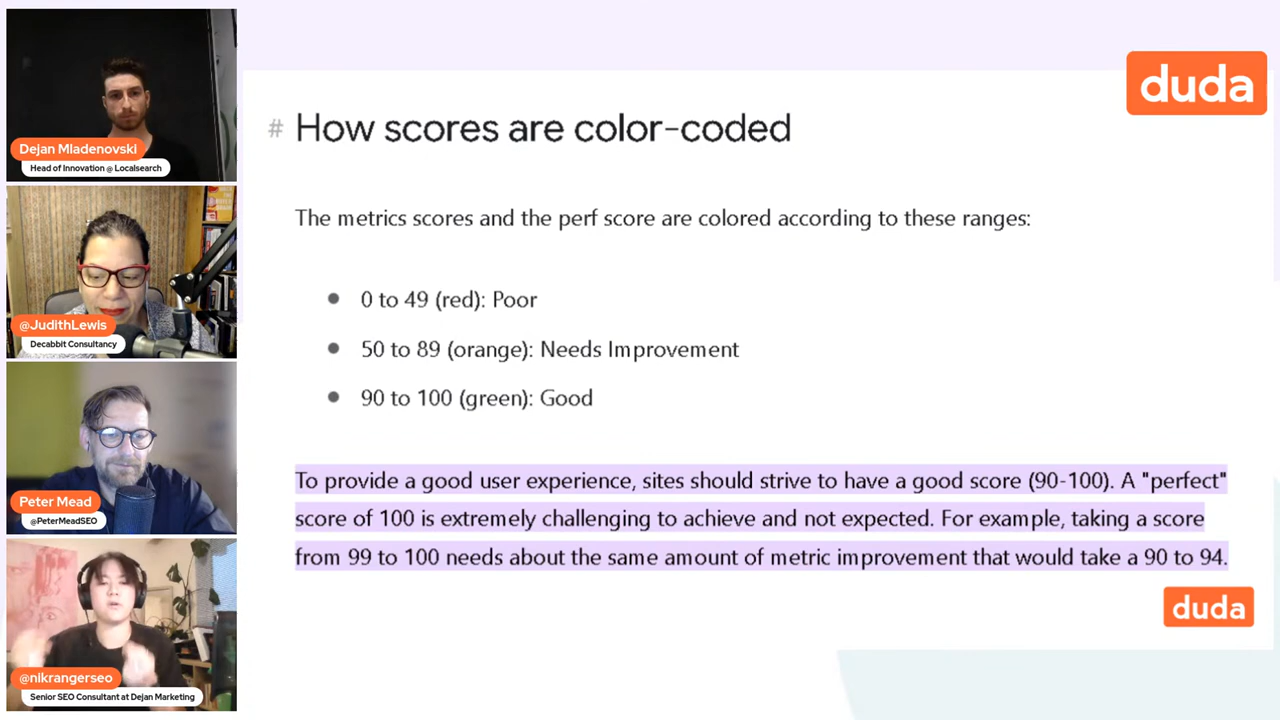 Dejan Mladenovski
Head of Innovation @ Localsearch
@JudithLewis
Decabbit Consultancy
Peter Mead
@PeterMeadSEO
@nikrangerseo
Senior SEO Consultant at Dejan Marketing
duda
# How scores are color-coded
The metrics scores and the perf score are colored according to these ranges:
• 0 to 49 (red): Poor
• 50 to 89 (orange): Needs Improvement
• 90 to 100 (green): Good
To provide a good user experience, sites should strive to have a good score (90-100). A "perfect"
score of 100 is extremely challenging to achieve and not expected. For example, taking a score
from 99 to 100 needs about the same amount of metric improvement that would take a 90 to 94.
duda